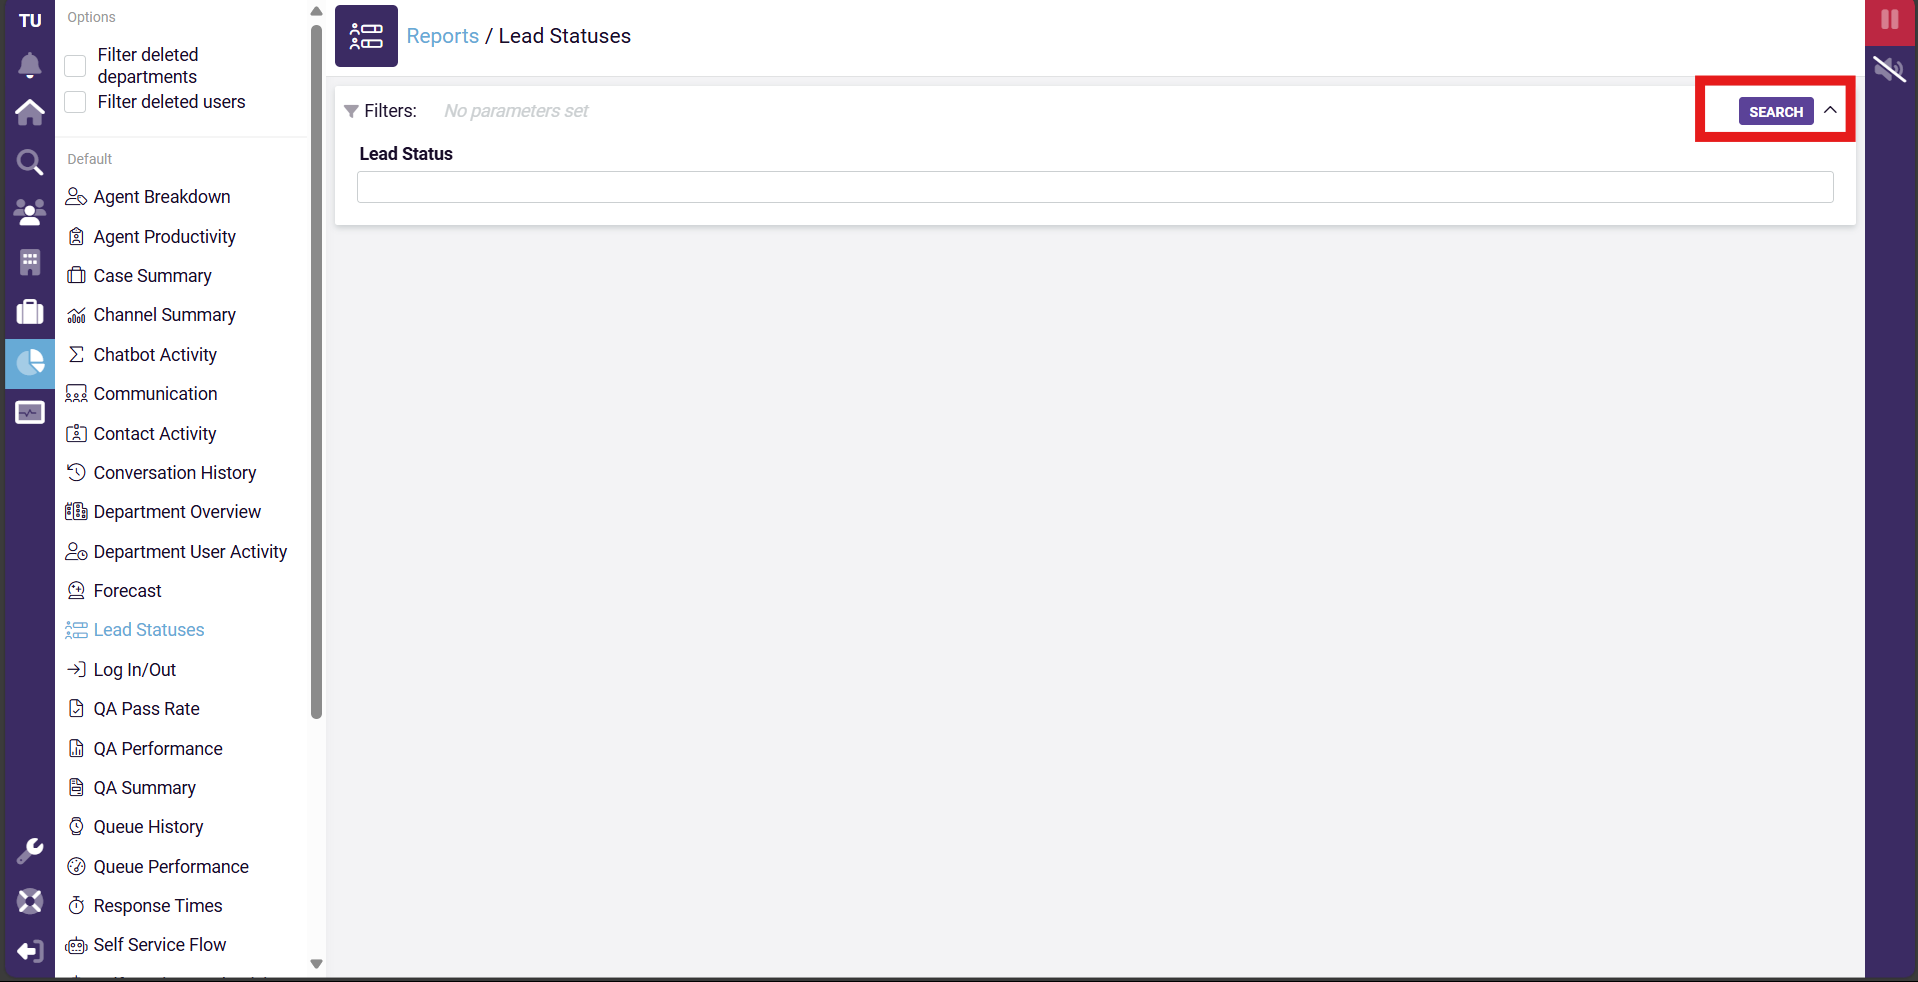 TU
Options
Filter deleted
departments
Filter deleted users
Default
Agent Breakdown
Agent Productivity
Case Summary
Channel Summary
Chatbot Activity
Communication
Contact Activity
Conversation History
Department Overview
Department User Activity
Forecast
Lead Statuses
Log In/Out
QA Pass Rate
QA Performance
QA Summary
Queue History
Queue Performance
Response Times
Self Service Flow
Reports / Lead Statuses
Filters: No parameters set
SEARCH
Lead Status